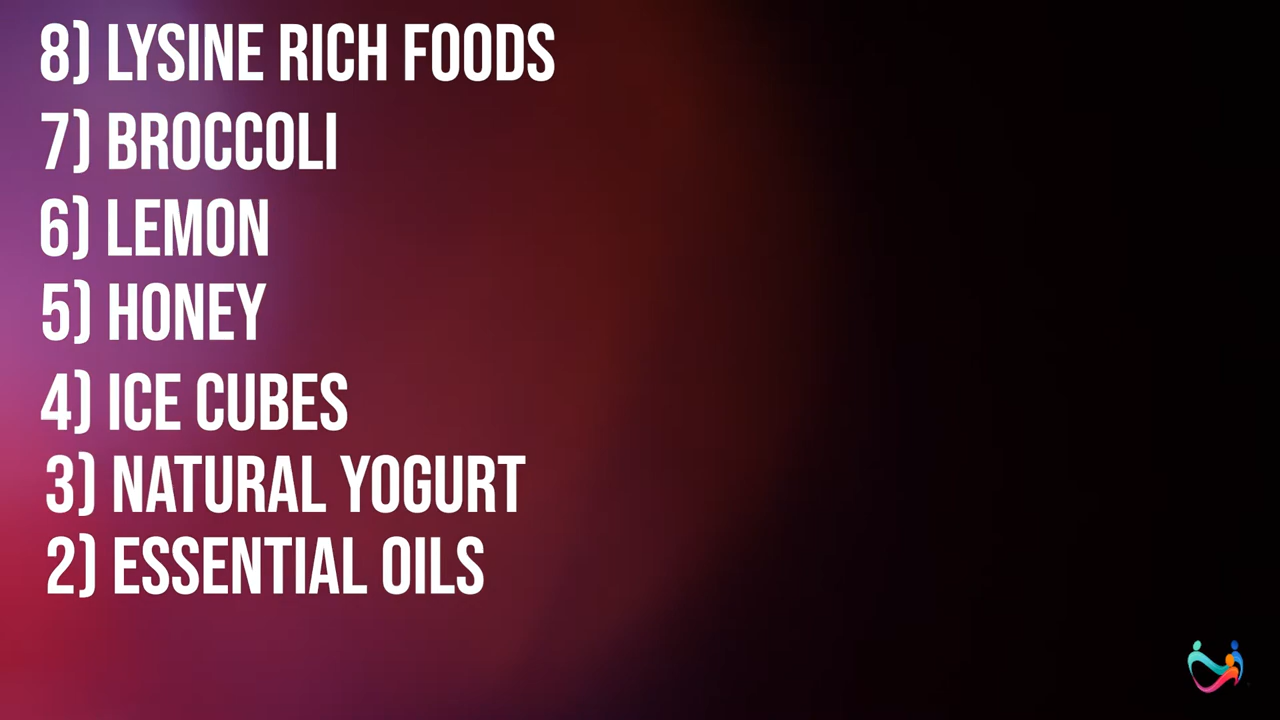 8) LYSINE RICH FOODS
7) BROCCOLI
6) LEMON
5) HONEY
4) ICE CUBES
3) NATURAL YOGURT
2) ESSENTIAL OILS